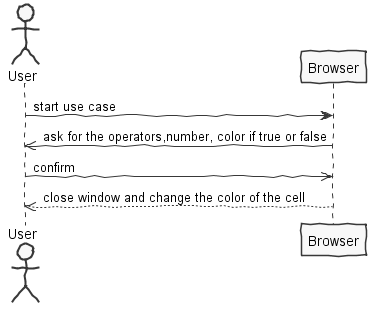 User
Browser
start use case
ask for the operators,number, color if true or false
confirm
close window and change the color of the cell
User
Browser